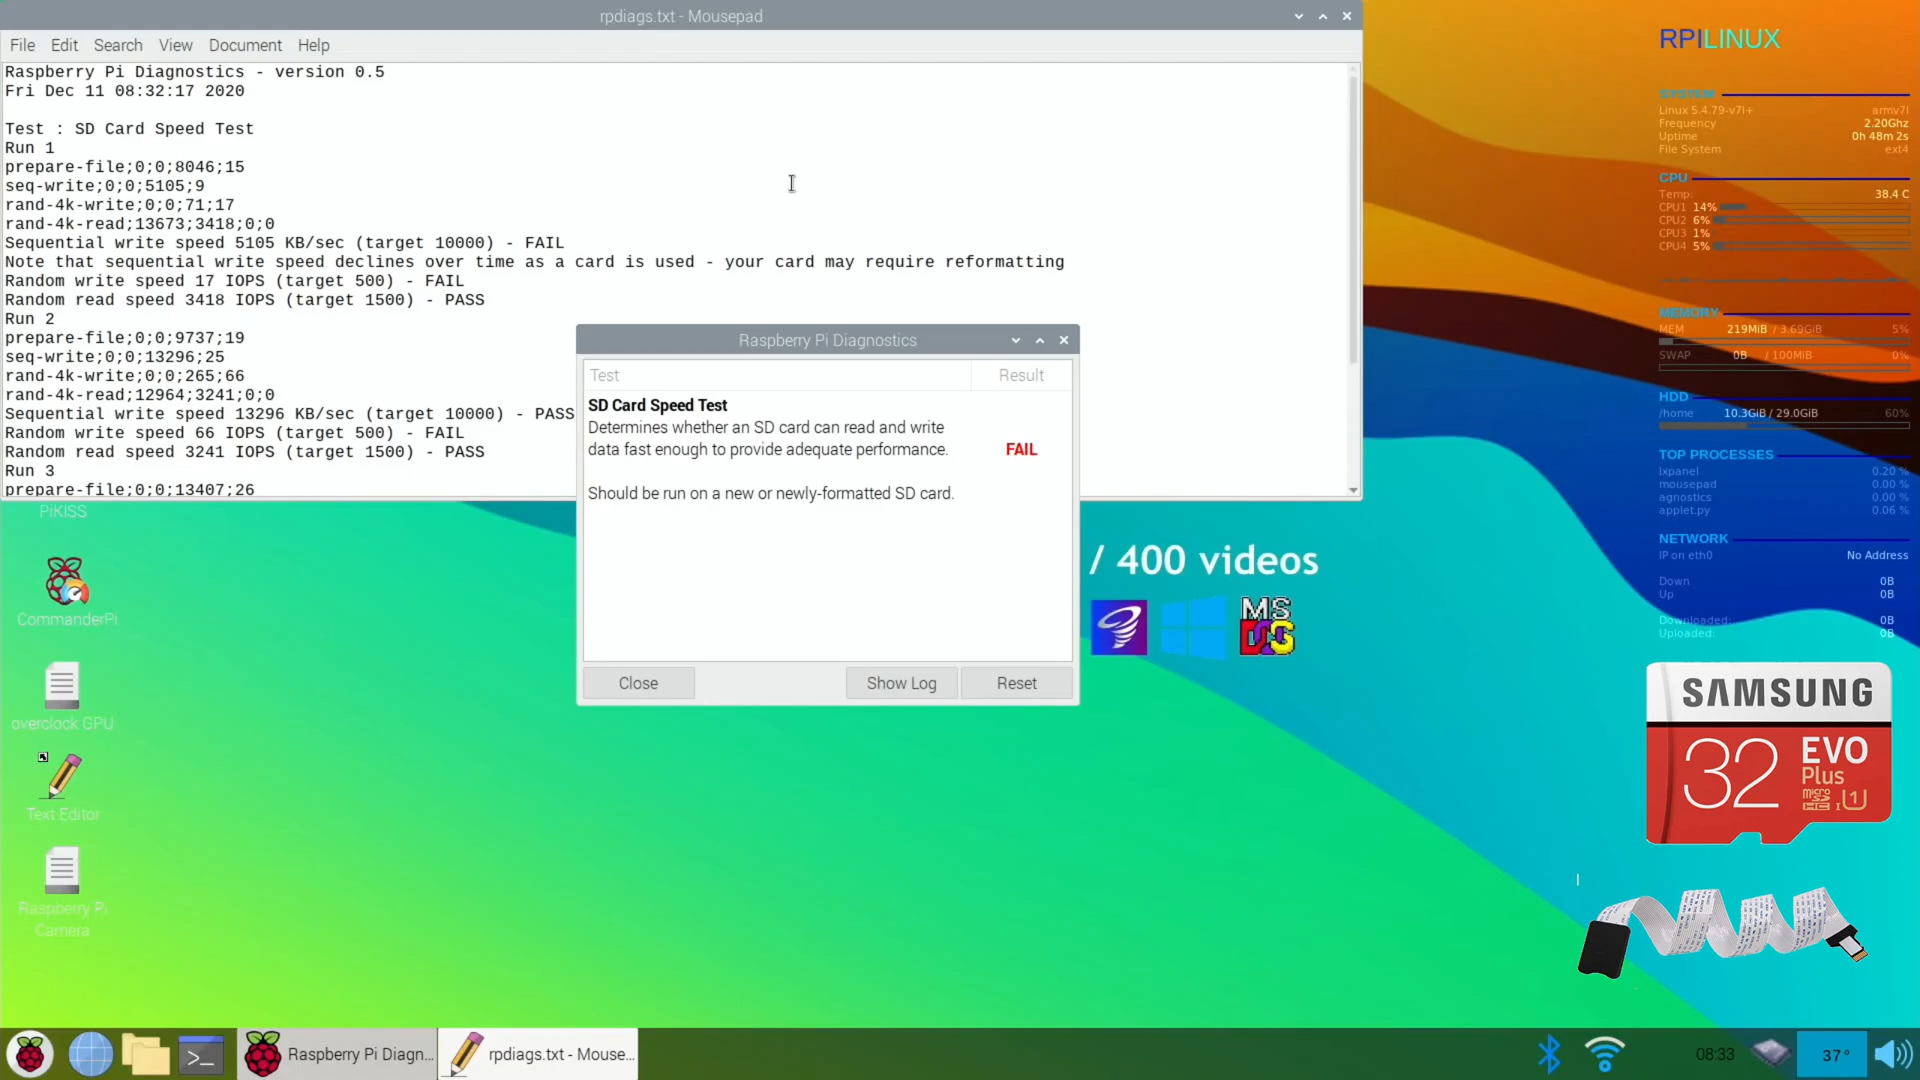 rpdiags.txt - Mousepad
File Edit Search View Document Help
Raspberry Pi Diagnostics - version 0.5
Fri Dec 11 08:32:17 2020
Test : SD Card Speed Test
Run 1
prepare-file;0;0;8046;15
seq-write;0;0;5105;9
rand-4k-write;0;0;71;17
rand-4k-read;13673;3418;0;0
Sequential write speed 5105 KB/sec (target 10000) - FAIL
Note that sequential write speed declines over time as a card is used - your card may require reformatting
Random write speed 17 IOPS (target 500) - FAIL
Random read speed 3418 IOPS (target 1500) - PASS
Run 2
prepare-file;0;0;9737;19
seq-write;0;0;13296;25
rand-4k-write;0;0;265;66
rand-4k-read;12964;3241;0;0
Sequential write speed 13296 KB/sec (target 10000) - PASS
Random write speed 66 IOPS (target 500) - FAIL
Random read speed 3241 IOPS (target 1500) - PASS
Run 3
prepare-file;0;0;13407;26
Raspberry Pi Diagnostics
Test Result
SD Card Speed Test
Determines whether an SD card can read and write
data fast enough to provide adequate performance. FAIL
Should be run on a new or newly-formatted SD card.
Close Show Log Reset
/ 400 videos
MS
DOS
PiKISS
CommanderPi
overclock GPU
Text Editor
Raspberry Pi
Camera
RPILINUX
SYSTEM
Linux 5.4.79-v7l+ armv7l
Frequency 2.20Ghz
Uptime 0h 48m 2s
File System ext4
CPU
Temp: 38.4 C
CPU1 14%
CPU2 6%
CPU3 1%
CPU4 5%
MEMORY
MEM 219MiB / 3.69GiB 5%
SWAP 0B / 100MiB 0%
HDD
/home 10.3GiB / 29.0GiB 60%
TOP PROCESSES
lxpanel 0.20 %
mousepad 0.00 %
agnostics 0.00 %
applet.py 0.06 %
NETWORK
IP on eth0 No Address
Down 0B
Up 0B
Downloaded: 0B
Uploaded: 0B
SAMSUNG
32 EVO
Plus
micro
I U1
>_ Raspberry Pi Diagn... rpdiags.txt - Mouse... 08:33 37°